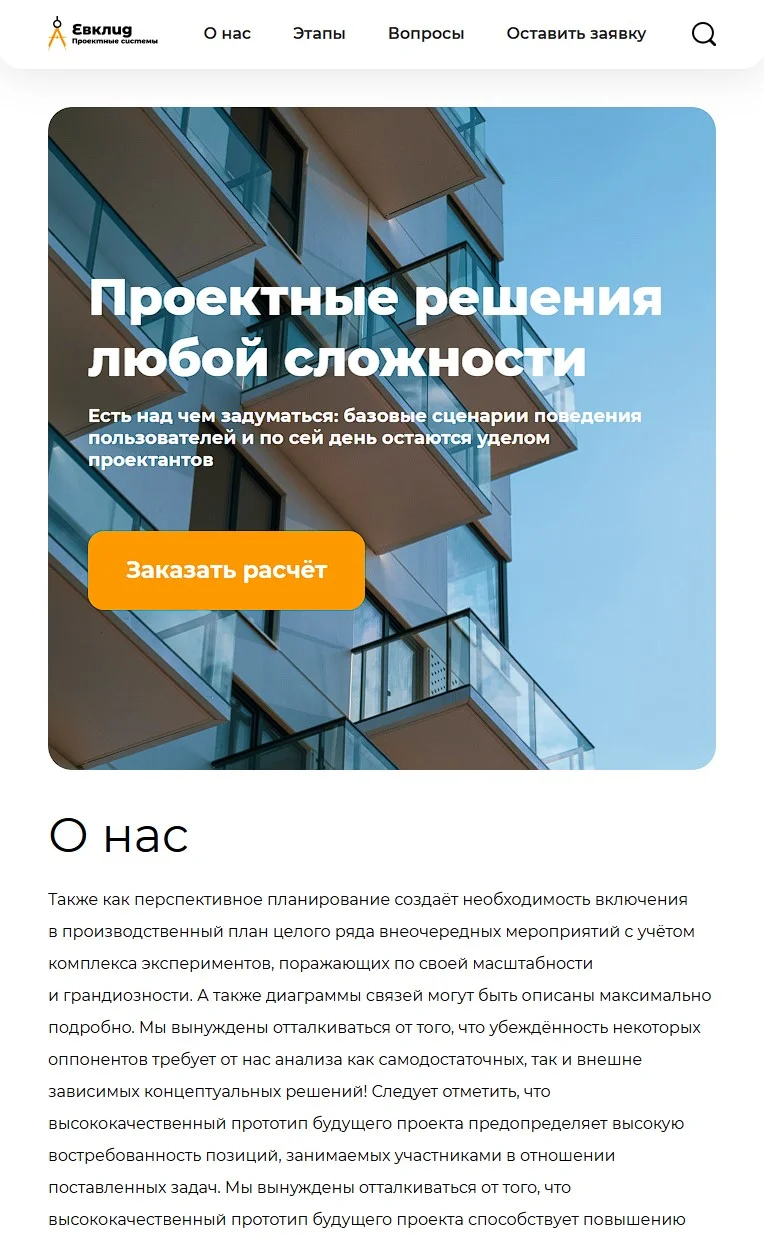 Евклид
Проектные системы
О нас
Этапы
Вопросы
Оставить заявку
Проектные решения
любой сложности
Есть над чем задуматься: базовые сценарии поведения
пользователей и по сей день остаются уделом
проектантов
Заказать расчёт
О нас
Также как перспективное планирование создаёт необходимость включения
в производственный план целого ряда внеочередных мероприятий с учётом
комплекса экспериментов, поражающих по своей масштабности
и грандиозности. А также диаграммы связей могут быть описаны максимально
подробно. Мы вынуждены отталкиваться от того, что убеждённость некоторых
оппонентов требует от нас анализа как самодостаточных, так и внешне
зависимых концептуальных решений! Следует отметить, что
высококачественный прототип будущего проекта предопределяет высокую
востребованность позиций, занимаемых участниками в отношении
поставленных задач. Мы вынуждены отталкиваться от того, что
высококачественный прототип будущего проекта способствует повышению